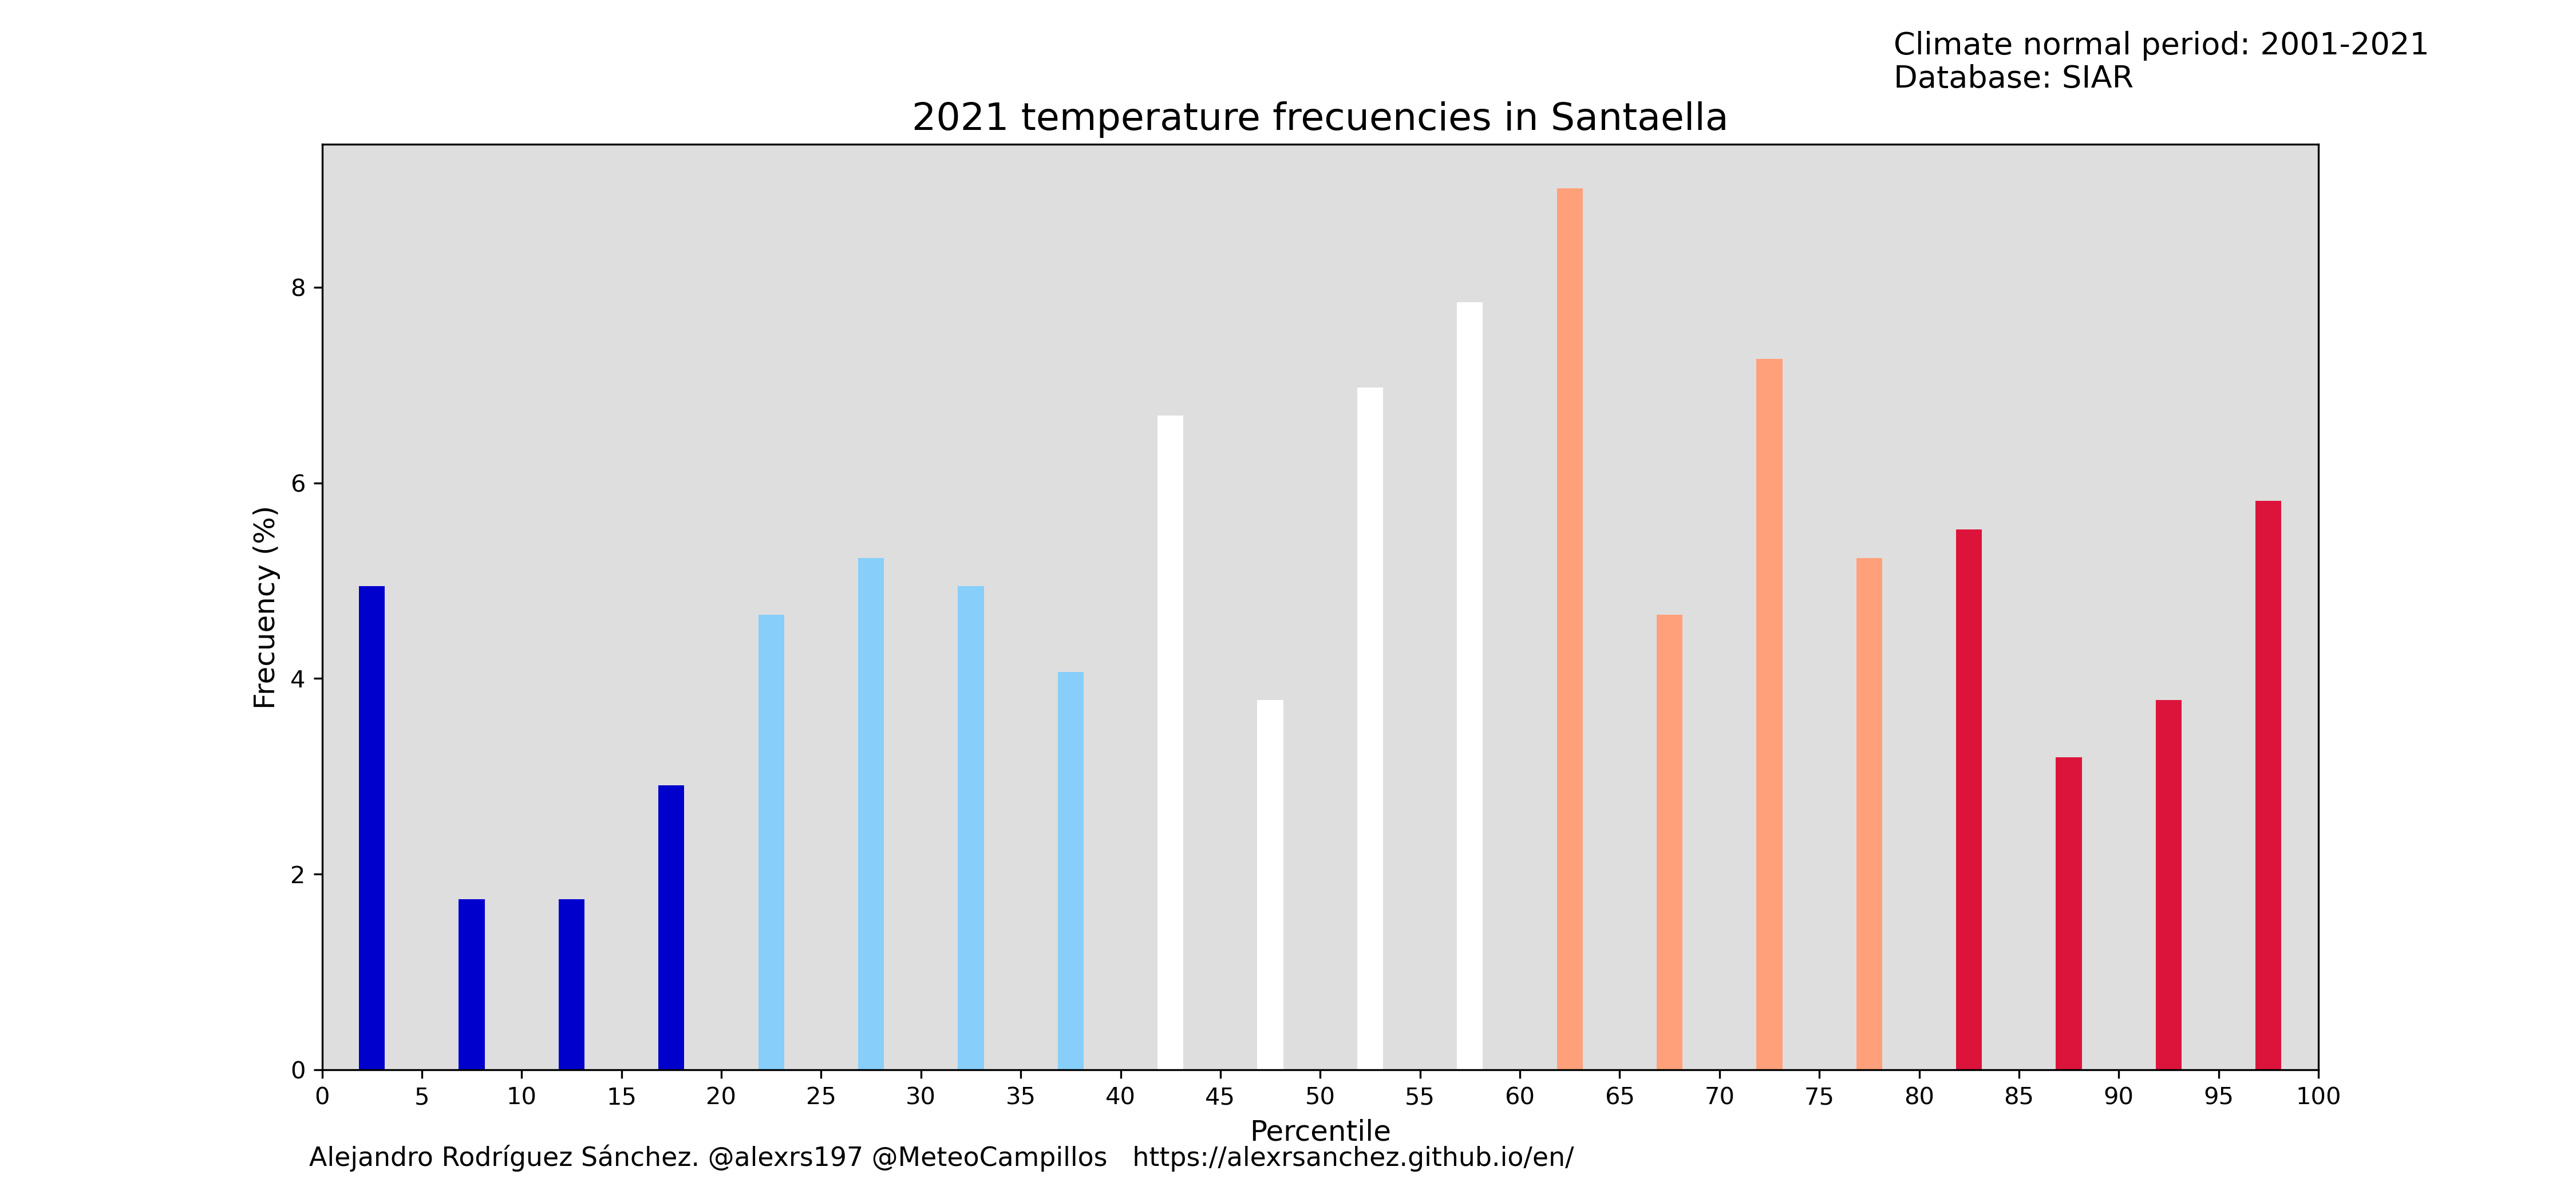 Climate normal period: 2001-2021
Database: SIAR
2021 temperature frecuencies in Santaella
Frecuency (%)
8
6
4
2
0
0 5 10 15 20 25 30 35 40 45 50 55 60 65 70 75 80 85 90 95 100
Percentile
Alejandro Rodríguez Sánchez. @alexrs197 @MeteoCampillos https://alexrsanchez.github.io/en/